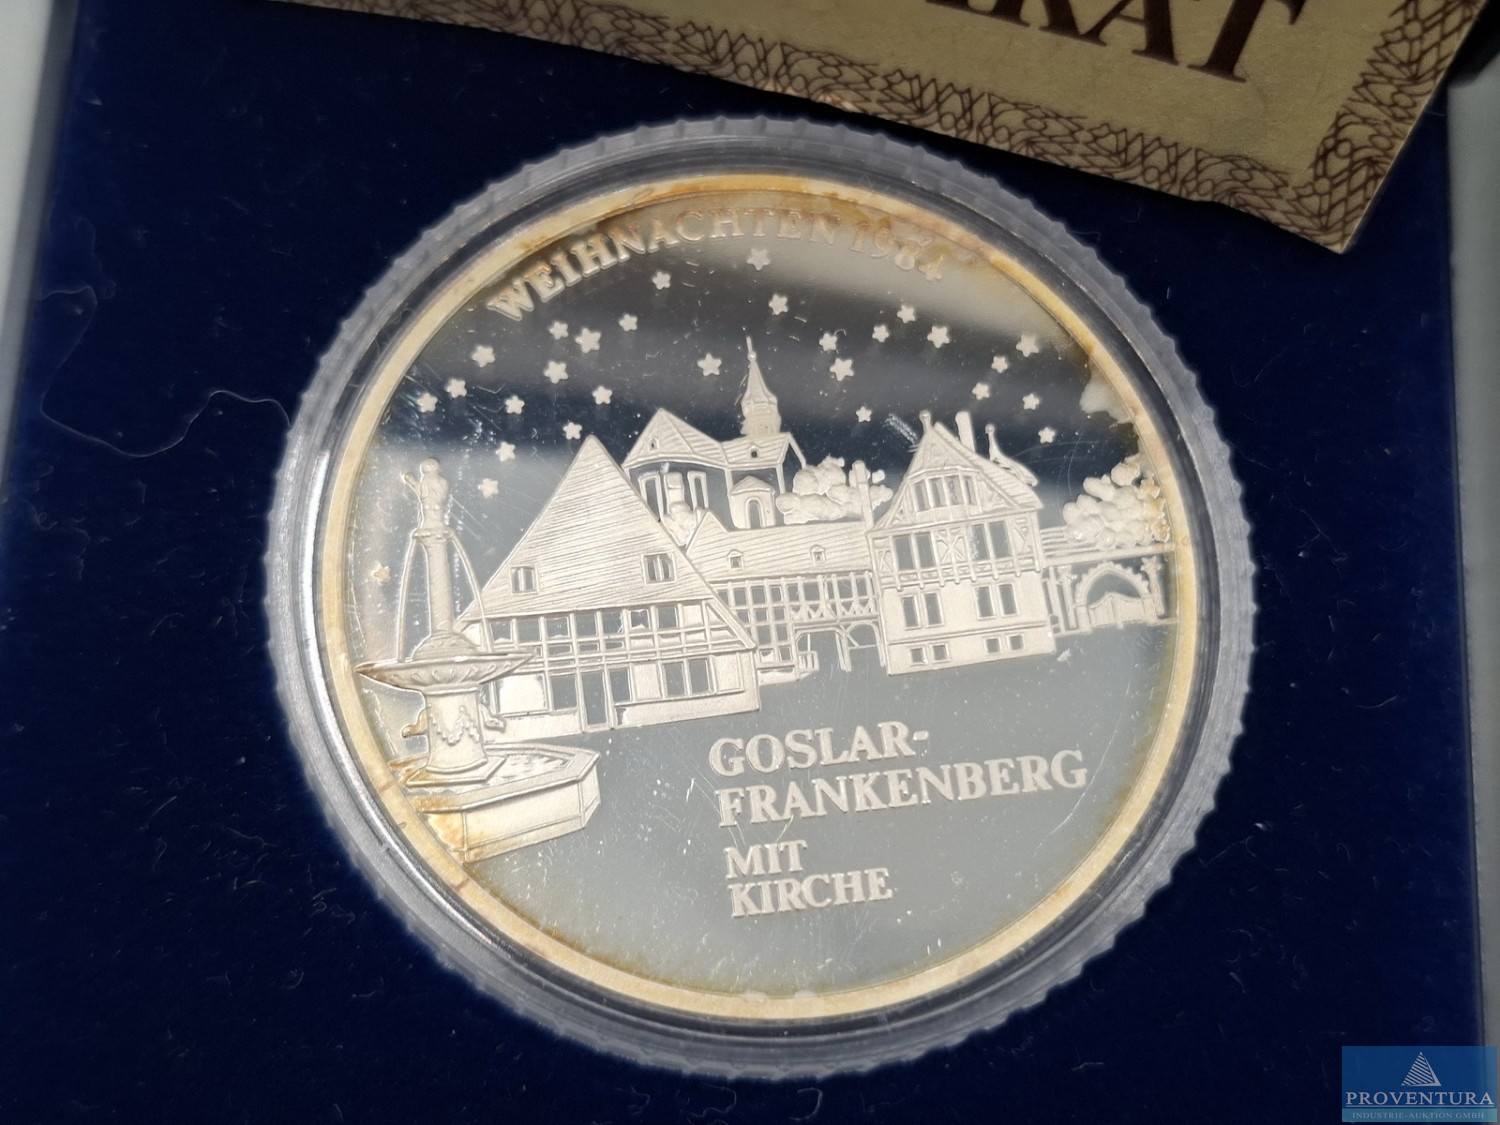 WEIHNACHTEN 1984
GOSLAR-
FRANKENBERG
MIT
KIRCHE
PROVENTURA
INDUSTRIE-AUKTION GMBH